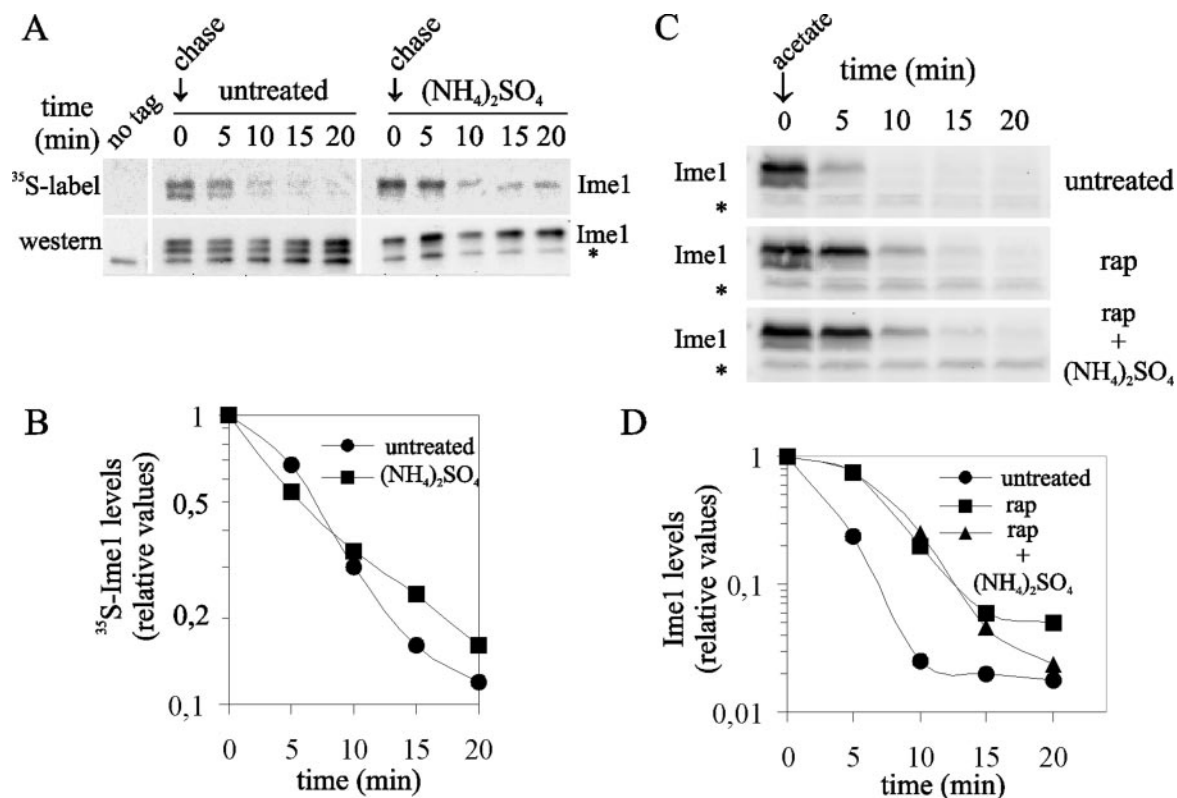 A
chase
chase
time
(min)
no tag
untreated
(NH₄)₂SO₄
0 5 10 15 20
0 5 10 15 20
³⁵S-label
Ime1
western
Ime1
*
B
³⁵S-Ime1 levels
(relative values)
1
0,5
0,2
0,1
untreated
(NH₄)₂SO₄
0 5 10 15 20
time (min)
C
acetate
time (min)
0 5 10 15 20
Ime1
*
untreated
Ime1
*
rap
Ime1
*
rap
+
(NH₄)₂SO₄
D
Ime1 levels
(relative values)
1
0,1
0,01
untreated
rap
rap
+
(NH₄)₂SO₄
0 5 10 15 20
time (min)